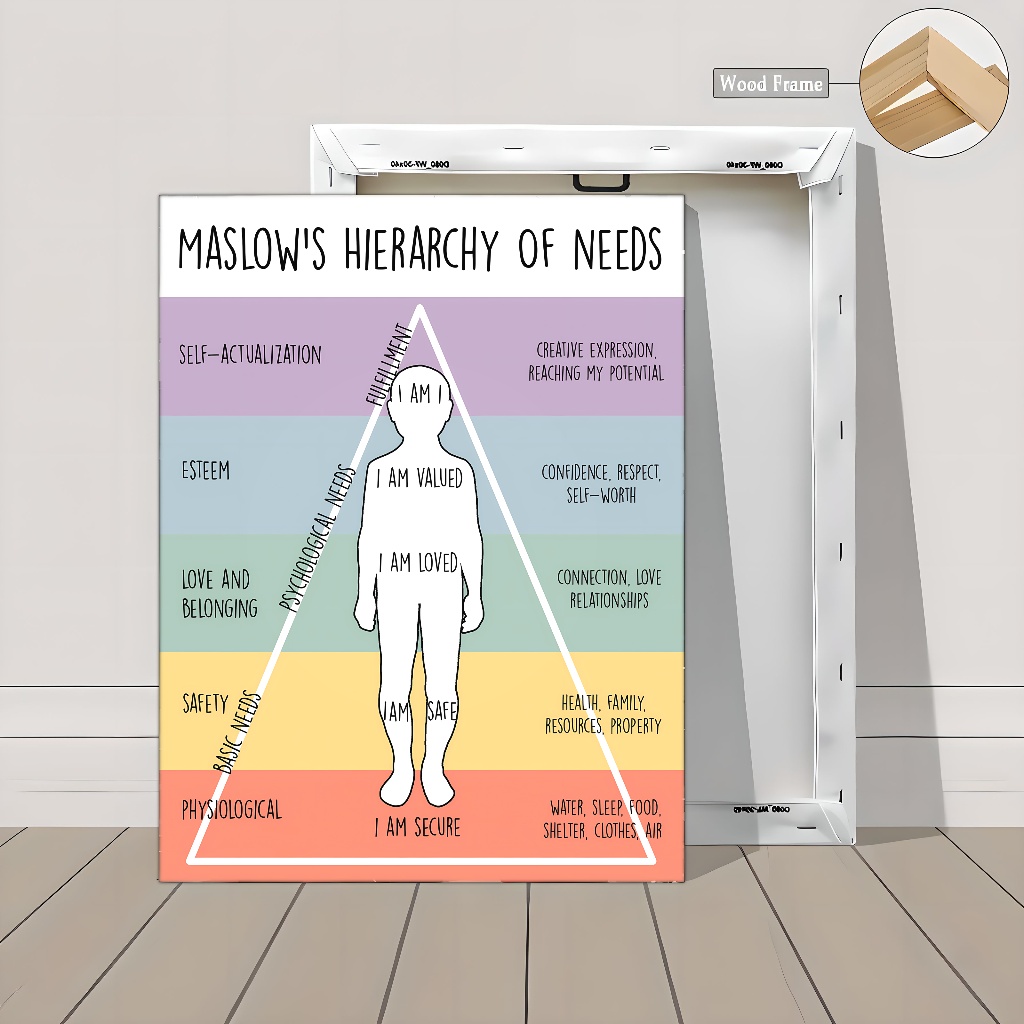 Wood Frame
MASLOW'S HIERARCHY OF NEEDS
SELF-ACTUALIZATION
FULFILLMENT
I AM I
CREATIVE EXPRESSION,
REACHING MY POTENTIAL
ESTEEM
I AM VALUED
CONFIDENCE, RESPECT,
SELF-WORTH
PSYCHOLOGICAL NEEDS
LOVE AND
BELONGING
I AM LOVED
CONNECTION, LOVE
RELATIONSHIPS
SAFETY
BASIC NEEDS
I AM SAFE
HEALTH, FAMILY,
RESOURCES, PROPERTY
PHYSIOLOGICAL
I AM SECURE
WATER, SLEEP, FOOD,
SHELTER, CLOTHES, AIR